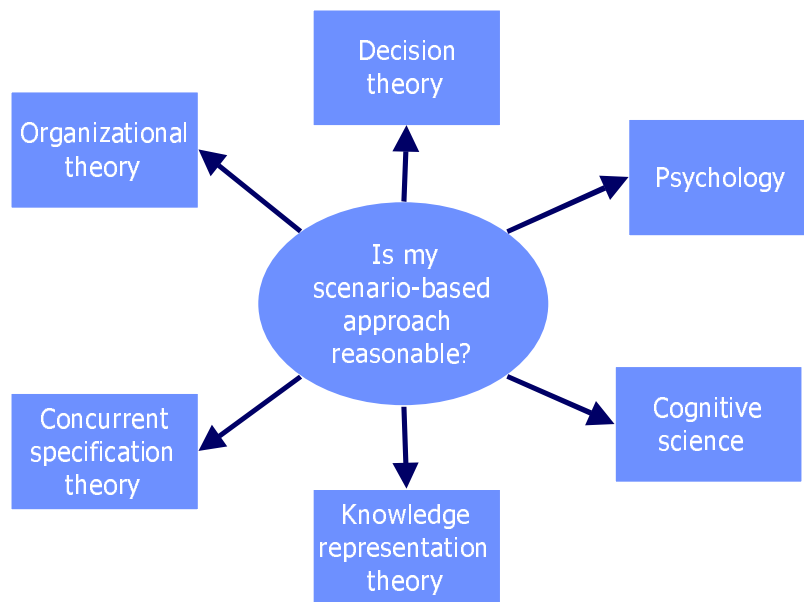 Decision
theory
Organizational
theory
Psychology
Is my
scenario-based
approach
reasonable?
Concurrent
specification
theory
Cognitive
science
Knowledge
representation
theory